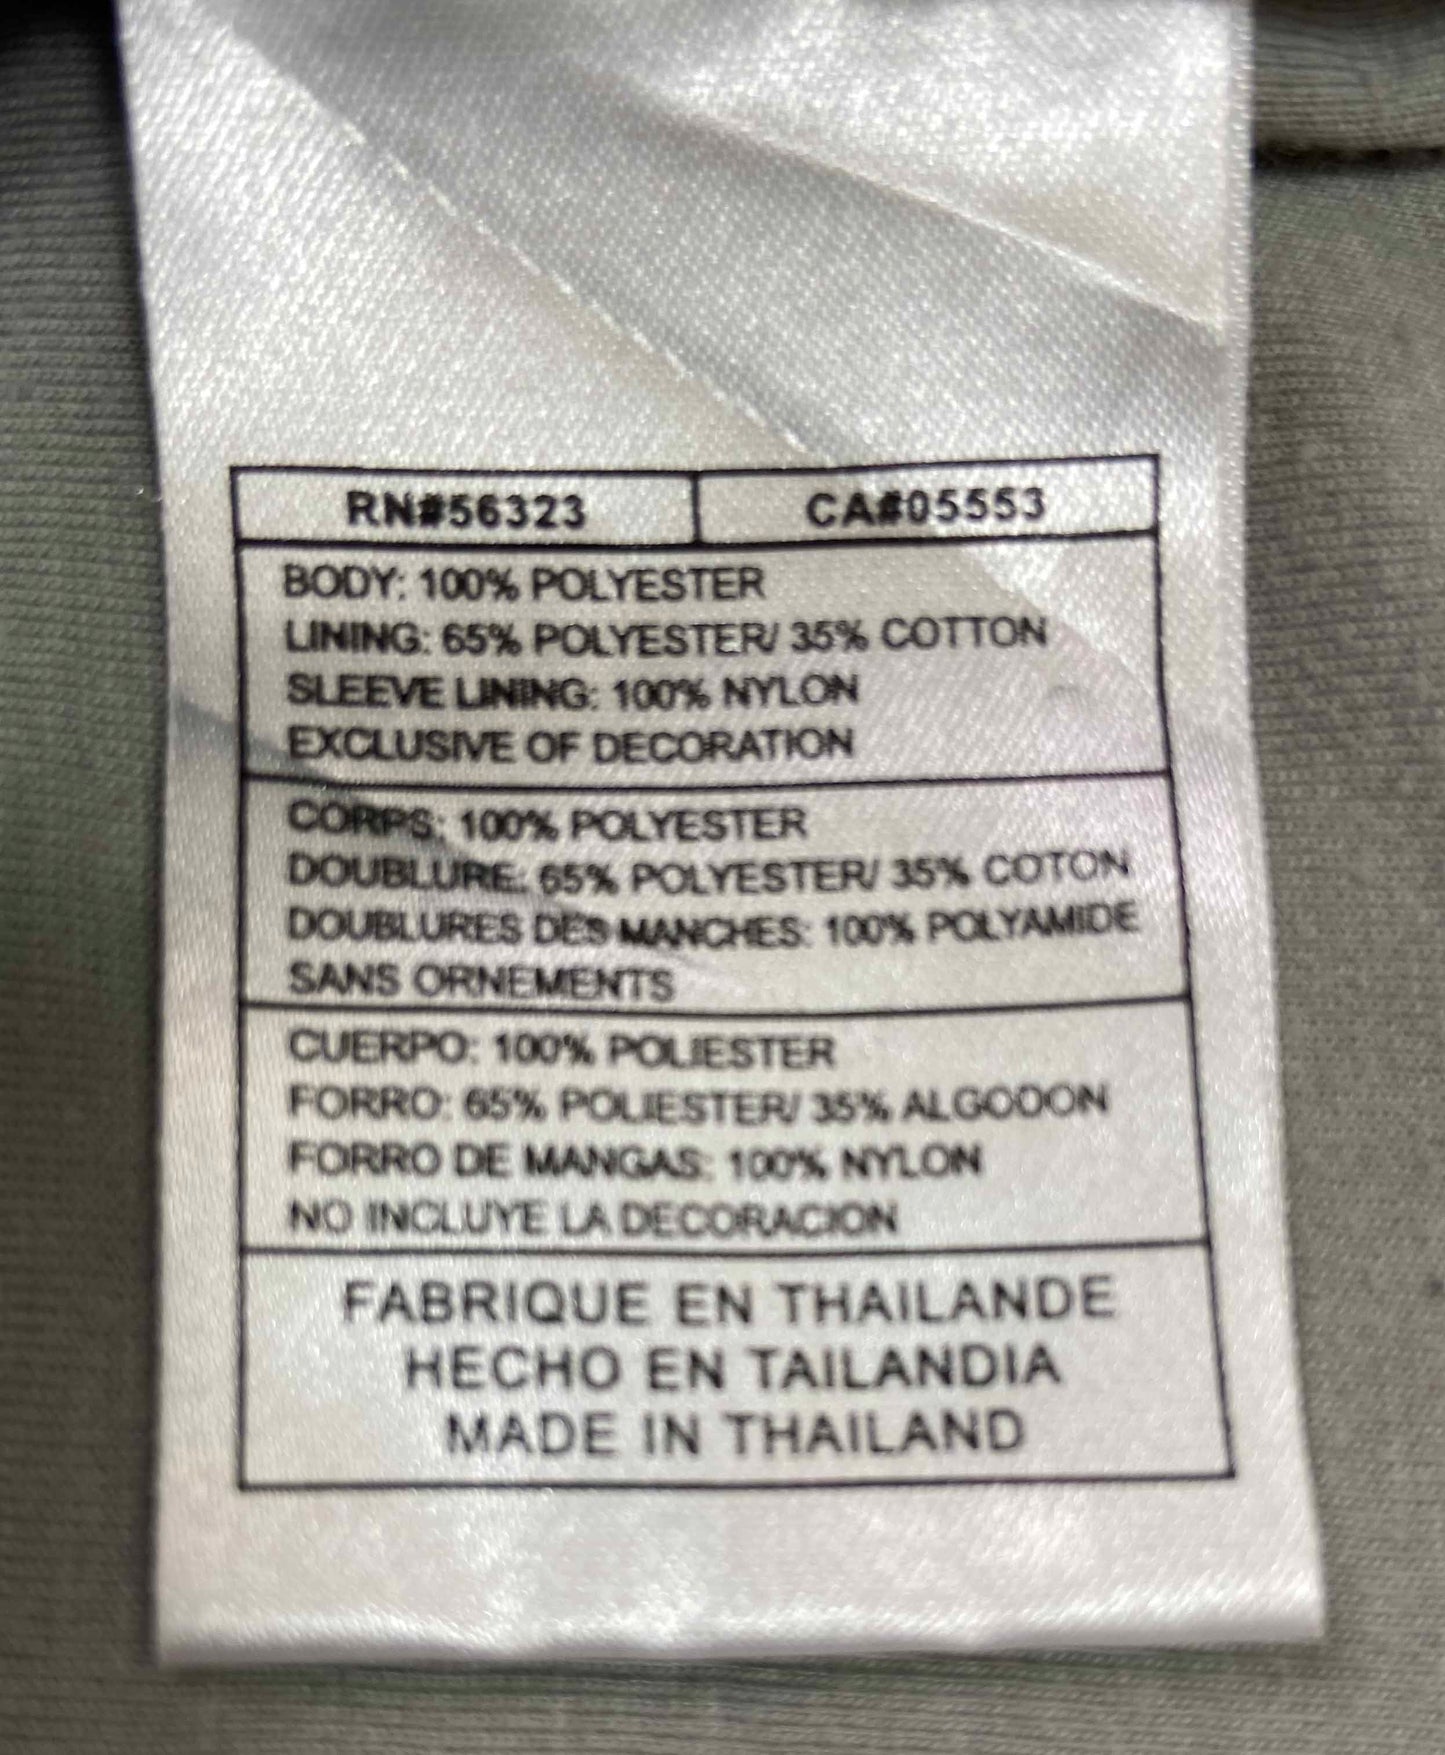 RN#56323 CA#05553
BODY: 100% POLYESTER
LINING: 65% POLYESTER/ 35% COTTON
SLEEVE LINING: 100% NYLON
EXCLUSIVE OF DECORATION
CORPS: 100% POLYESTER
DOUBLURE: 65% POLYESTER/ 35% COTON
DOUBLURES DES MANCHES: 100% POLYAMIDE
SANS ORNEMENTS
CUERPO: 100% POLIESTER
FORRO: 65% POLIESTER/ 35% ALGODON
FORRO DE MANGAS: 100% NYLON
NO INCLUYE LA DECORACION
FABRIQUE EN THAILANDE
HECHO EN TAILANDIA
MADE IN THAILAND